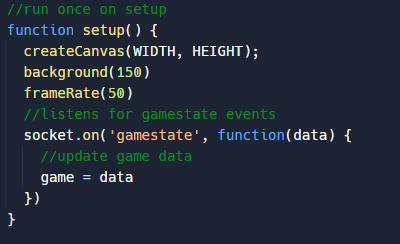 //run once on setup
function setup() {
  createCanvas(WIDTH, HEIGHT);
  background(150)
  frameRate(50)
  //listens for gamestate events
  socket.on('gamestate', function(data) {
    //update game data
    game = data
  })
}